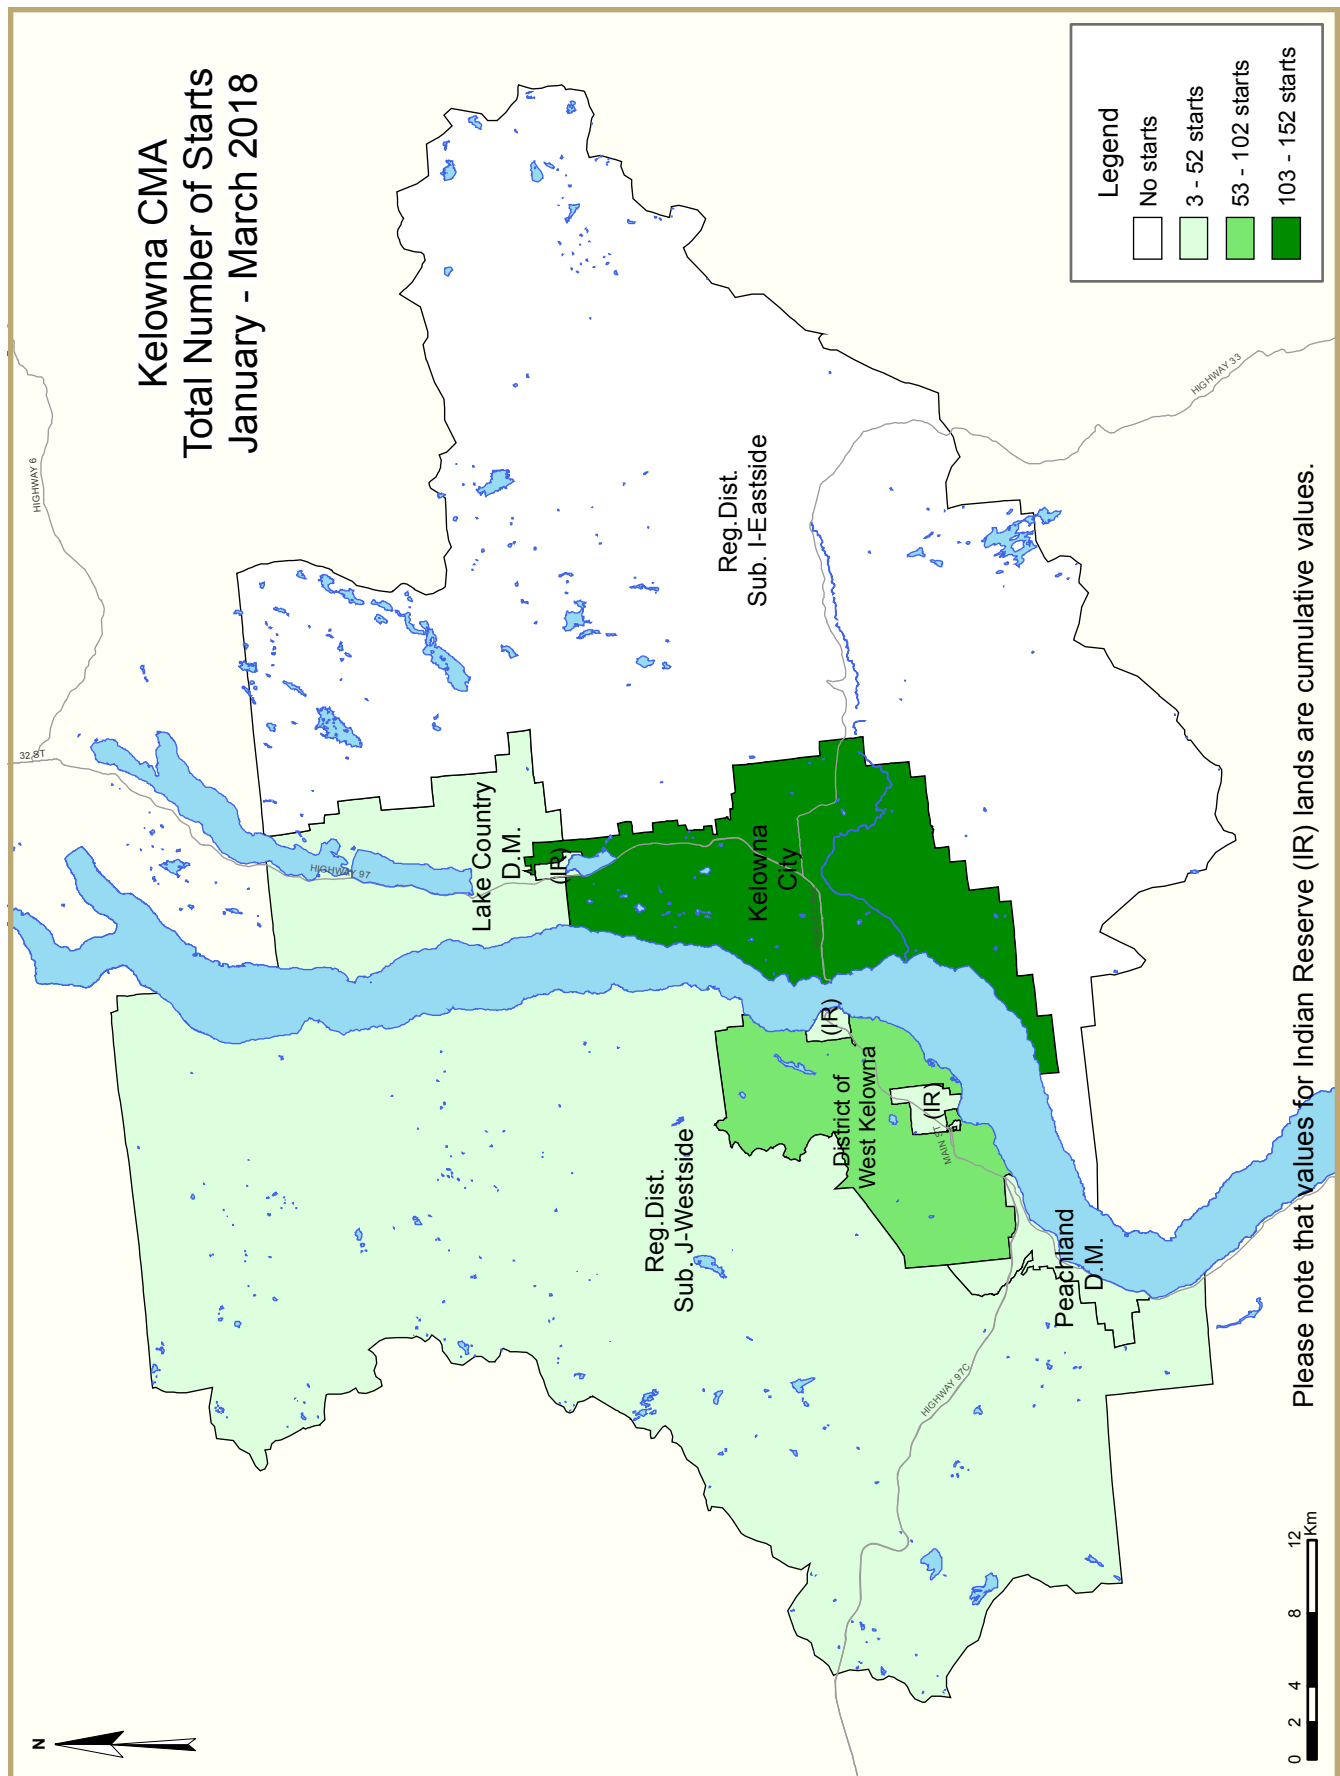 Kelowna CMA
Total Number of Starts
January - March 2018
Legend
No starts
3 - 52 starts
53 - 102 starts
103 - 152 starts
N
HIGHWAY 6
32 ST
HIGHWAY 97
Lake Country
D.M.
(IR)
Reg.Dist.
Sub. I-Eastside
Kelowna
City
HIGHWAY 33
(IR)
District of
West Kelowna
(IR)
MAIN ST
Reg.Dist.
Sub. J-Westside
Peachland
D.M.
HIGHWAY 97C
0 2 4 8 12
Km
Please note that values for Indian Reserve (IR) lands are cumulative values.